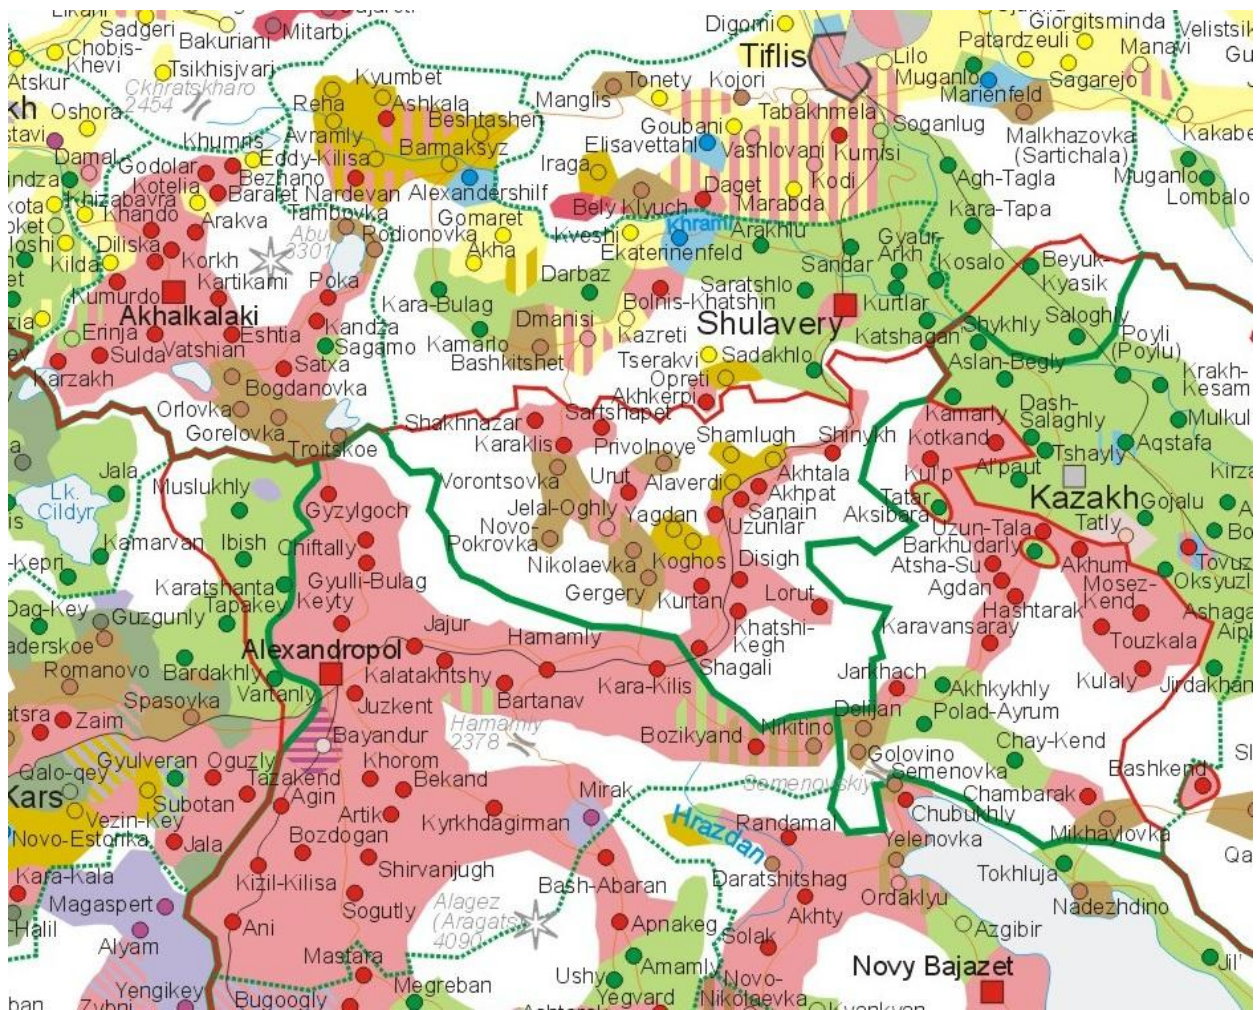 Likani
Sadgeri
Bakuriani
Mitarbi
Digomi
Giorgitsminda
Velistsik
Chobis-
Khevi
Tsikhisjvari
Atskur
Ckhratskharo
2454
Kyumbet
Tiflis
Lilo
Patardzeuli
Manavi
Muganlo
Sagarejo
Marienfeld
Reha
Ashkala
Manglis
Tonety
Kojori
Tabakhmela
Oshora
Avramly
Beshtashen
Goubani
Soganlug
Malkhazovka
(Sartichala)
Kakabe
Khumris
Barmaksyz
Elisavettahl
Vashlovani
Kumisi
Damal
Godolar
Eddy-Kilisa
Iraga
Kodi
Agh-Tagla
Muganlo
Kotelia
Bezhano
Khizabavra
Baralet
Nardevan
Alexandershilf
Daget
Marabda
Lombalo
Khando
Arakva
Tambovka
Gomaret
Bely Klyuch
Kara-Tapa
Diliska
Abu
3301
Rodionovka
Akha
Kveshi
Khrami
Ekaterinenfeld
Arakhlu
Gyaur-
Arkh
Kilda
Korkh
Kartikami
Poka
Darbaz
Sandar
Kosalo
Beyuk-
Kyasik
Kumurdo
Kara-Bulag
Bolnis-Khatshin
Saratshlo
Kurtlar
Akhalkalaki
Dmanisi
Kazreti
Shulavery
Katshagan
Shykhly
Saloghly
Poyli
(Poylu)
Erinja
Eshtia
Kandza
Sulda
Vatshian
Sagamo
Kamarlo
Bashkitshet
Tserakvi
Sadakhlo
Aslan-Begly
Karzakh
Satxa
Opreti
Krakh-
Kesam
Bogdanovka
Akhkerpi
Kamarly
Dash-
Salaghly
Mulkul
Orlovka
Gorelovka
Shakhnazar
Sartshapet
Shamlugh
Shinykh
Kotkand
Troitskoe
Karaklis
Privolnoye
Tshayly
Aqstafa
Jala
Muslukhly
Vorontsovka
Urut
Alaverdi
Akhtala
Kul'p
Al'paut
Kirza
Lk.
Cildyr
Gyzylgoch
Jelal-Oghly
Akhpat
Sanain
Tatar
Kazakh
Gojalu
Novo-
Pokrovka
Yagdan
Uzunlar
Aksibara
Uzun-Tala
Tatly
Kamarvan
Ibish
Chiftally
Disigh
Barkhudarly
-Kepri
Nikolaevka
Koghos
Atsha-Su
Akhum
Tovuz
Karatshanta
Gyulli-Bulag
Agdan
Mosez-
Kend
Oksyuzl
Dag-Key
Guzgunly
Tapakey
Keyty
Gergery
Kurtan
Lorut
Hashtarak
Ashaga
Khatshi-
Kegh
Karavansaray
Touzkala
Aipl
Jajur
Hamamly
Romanovo
Bardakhly
Alexandropol
Kalatakhtshy
Shagali
Jarkhach
Kulaly
Jirdakhan
Spasovka
Vartanly
Bartanav
Kara-Kilis
Akhkykhly
Zaim
Juzkent
Delijan
Polad-Ayrum
Bayandur
Hamamly
2378
Bozikyand
Nikitino
Chay-Kend
Qalo-qey
Gyulveran
Oguzly
Khorom
Golovino
Tazakend
Bekand
Semenovskiy
Semenovka
Bashkend
Kars
Subotan
Agin
Mirak
Chambarak
Vezin-Key
Artik
Kyrkhdagirman
Hrazdan
Randamal
Chubukhly
Novo-Estonka
Bozdogan
Yelenovka
Mikhaylovka
Jala
Shirvanjugh
Daratshitshag
Tokhluja
Kara-Kala
Kizil-Kilisa
Bash-Abaran
Ordaklyu
Magaspert
Sogutly
Alagez
(Aragats)
4090
Akhty
Nadezhdino
-Halil
Ani
Apnakeg
Azgibir
Alyam
Mastara
Solak
Amamly
Novy Bajazet
Jil'
Yengikey
Ushy
Novo-
Nikolaevka
Bugoogly
Megreban
Yegvard